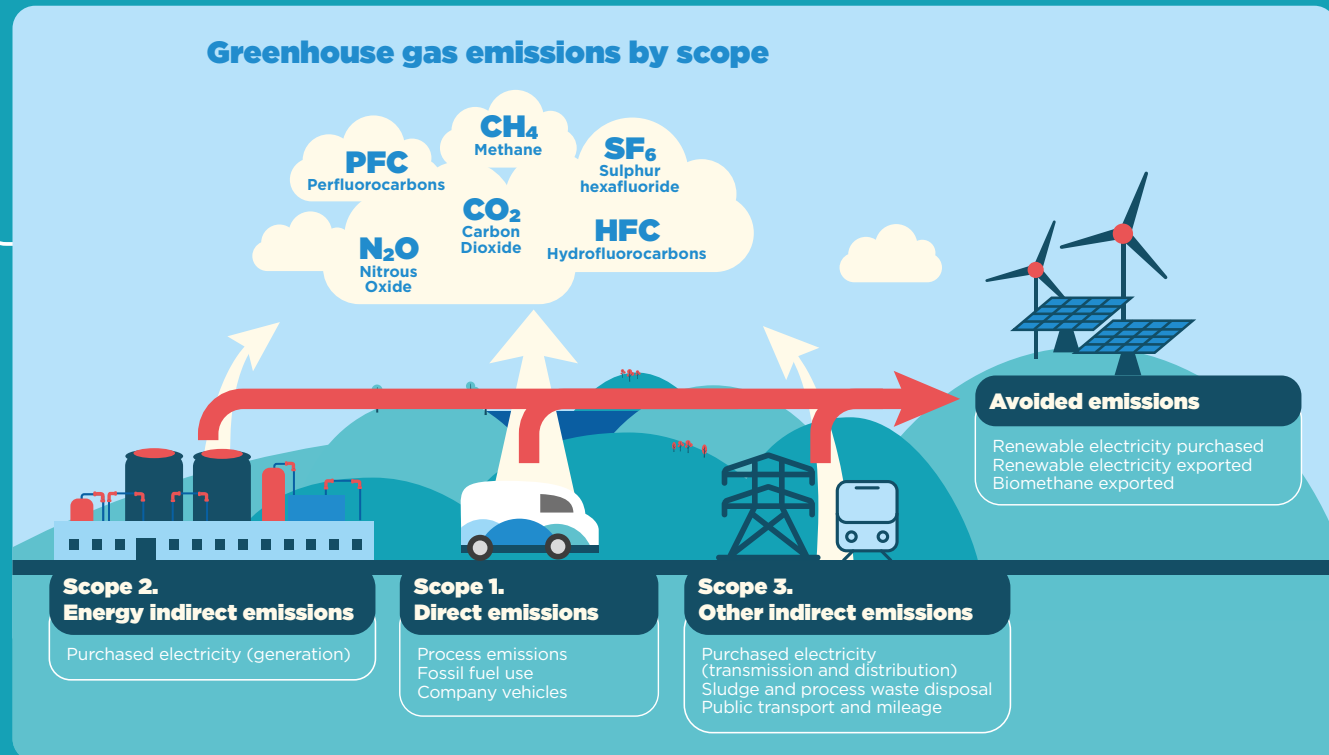 Greenhouse gas emissions by scope
CH₄
Methane
PFC
Perfluorocarbons
SF₆
Sulphur
hexafluoride
CO₂
Carbon
Dioxide
N₂O
Nitrous
Oxide
HFC
Hydrofluorocarbons
Avoided emissions
Renewable electricity purchased
Renewable electricity exported
Biomethane exported
Scope 2.
Energy indirect emissions
Purchased electricity (generation)
Scope 1.
Direct emissions
Process emissions
Fossil fuel use
Company vehicles
Scope 3.
Other indirect emissions
Purchased electricity
(transmission and distribution)
Sludge and process waste disposal
Public transport and mileage